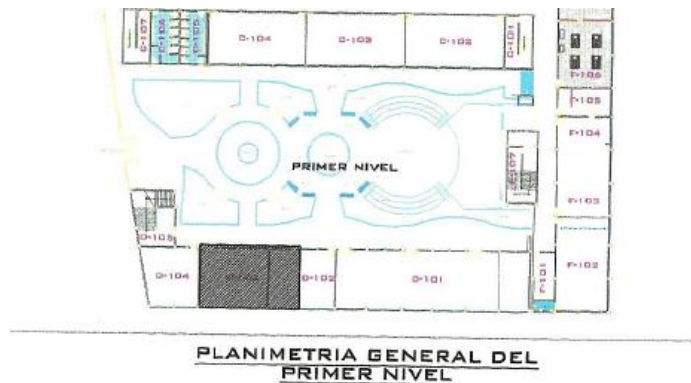 D-107
D-106
D-105
D-104
D-103
D-102
D-101
F-106
F-105
F-104
PRIMER NIVEL
F-103
D-105
D-104
D-102
D-101
F-101
F-102
PLANIMETRIA GENERAL DEL
PRIMER NIVEL